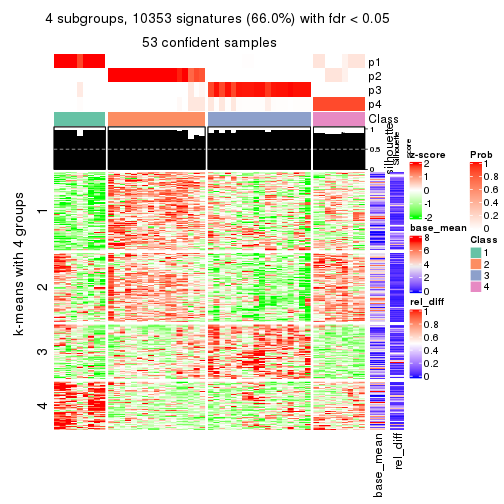 4 subgroups, 10353 signatures (66.0%) with fdr < 0.05
53 confident samples
p1
p2
p3
p4
Class
1
0.5
0
silhouette
Silhouette
score
k-means with 4 groups
1
2
3
4
base_mean
rel_diff
z-score
2
1
0
-1
-2
base_mean
8
6
4
2
0
rel_diff
1
0.8
0.6
0.4
0.2
0
Prob
1
0.8
0.6
0.4
0.2
0
Class
1
2
3
4